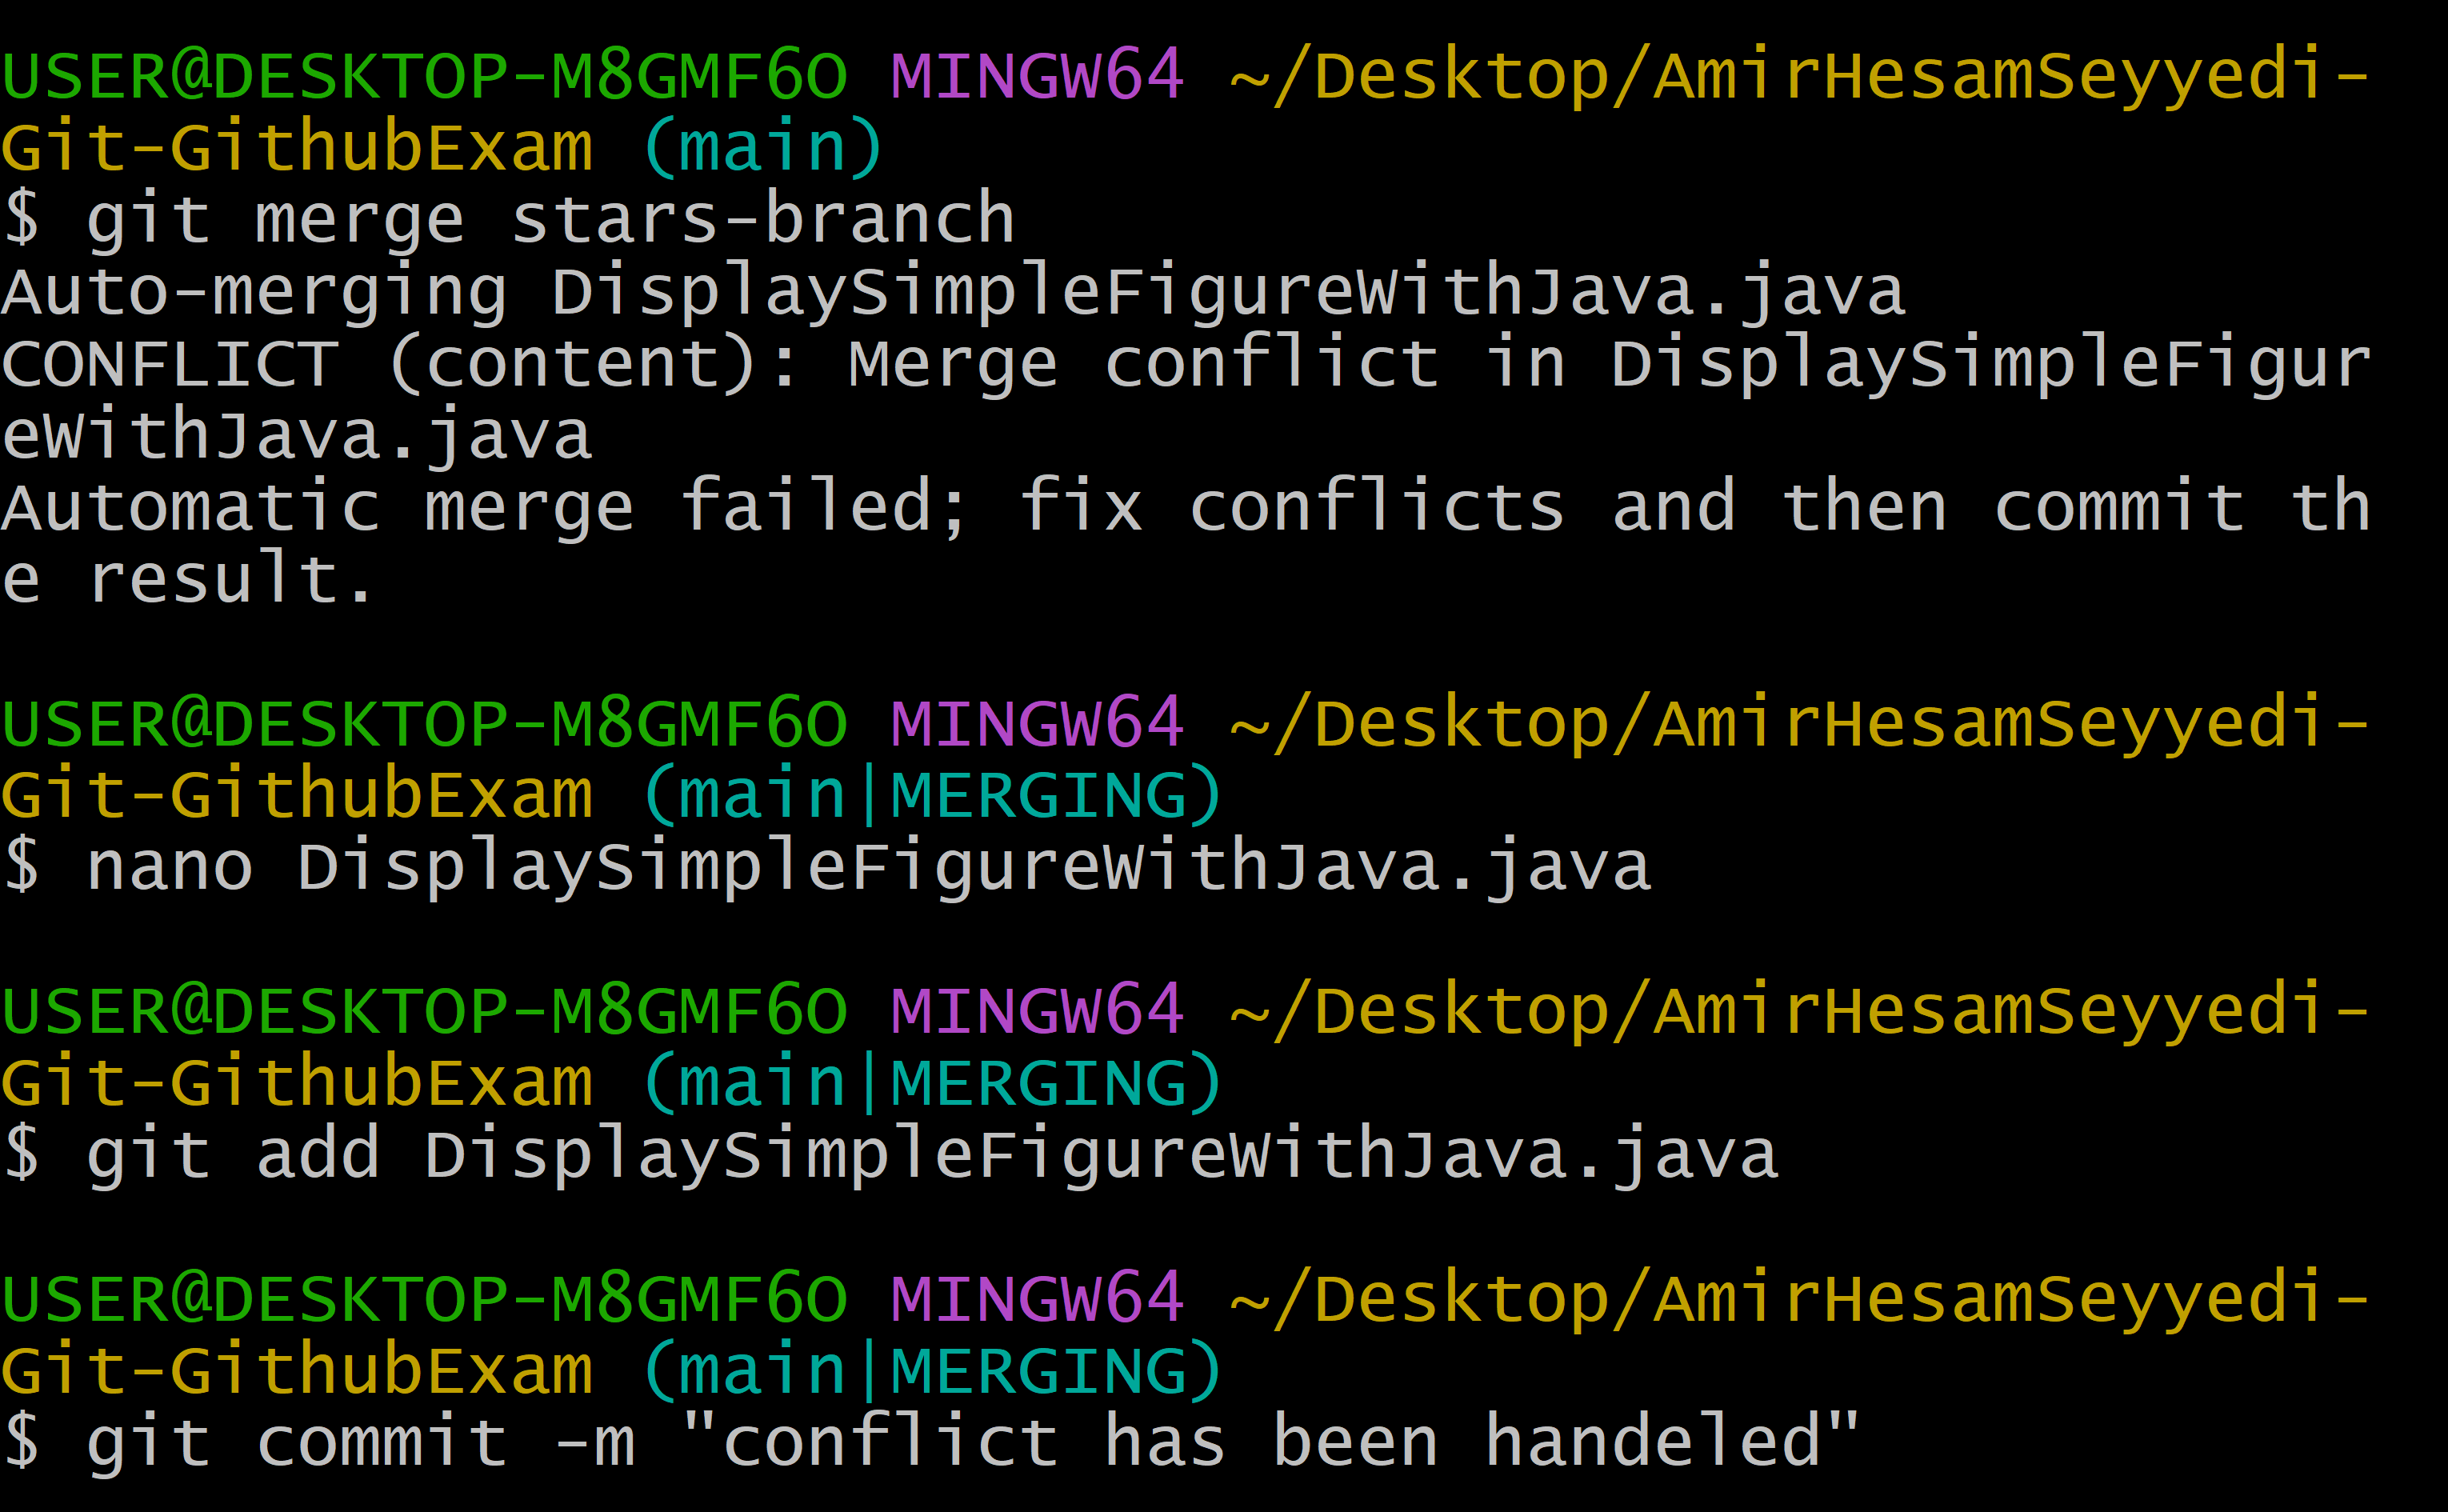 USER@DESKTOP-M8GMF6O MINGW64 ~/Desktop/AmirHesamSeyyedi-
Git-GithubExam (main)
$ git merge stars-branch
Auto-merging DisplaySimpleFigureWithJava.java
CONFLICT (content): Merge conflict in DisplaySimpleFigur
eWithJava.java
Automatic merge failed; fix conflicts and then commit th
e result.
USER@DESKTOP-M8GMF6O MINGW64 ~/Desktop/AmirHesamSeyyedi-
Git-GithubExam (main|MERGING)
$ nano DisplaySimpleFigureWithJava.java
USER@DESKTOP-M8GMF6O MINGW64 ~/Desktop/AmirHesamSeyyedi-
Git-GithubExam (main|MERGING)
$ git add DisplaySimpleFigureWithJava.java
USER@DESKTOP-M8GMF6O MINGW64 ~/Desktop/AmirHesamSeyyedi-
Git-GithubExam (main|MERGING)
$ git commit -m "conflict has been handeled"